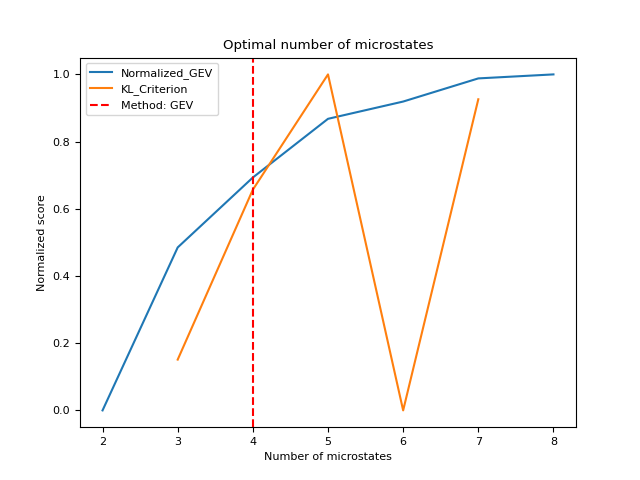 Optimal number of microstates
Normalized_GEV
KL_Criterion
Method: GEV
Normalized score
1.0
0.8
0.6
0.4
0.2
0.0
2 3 4 5 6 7 8
Number of microstates